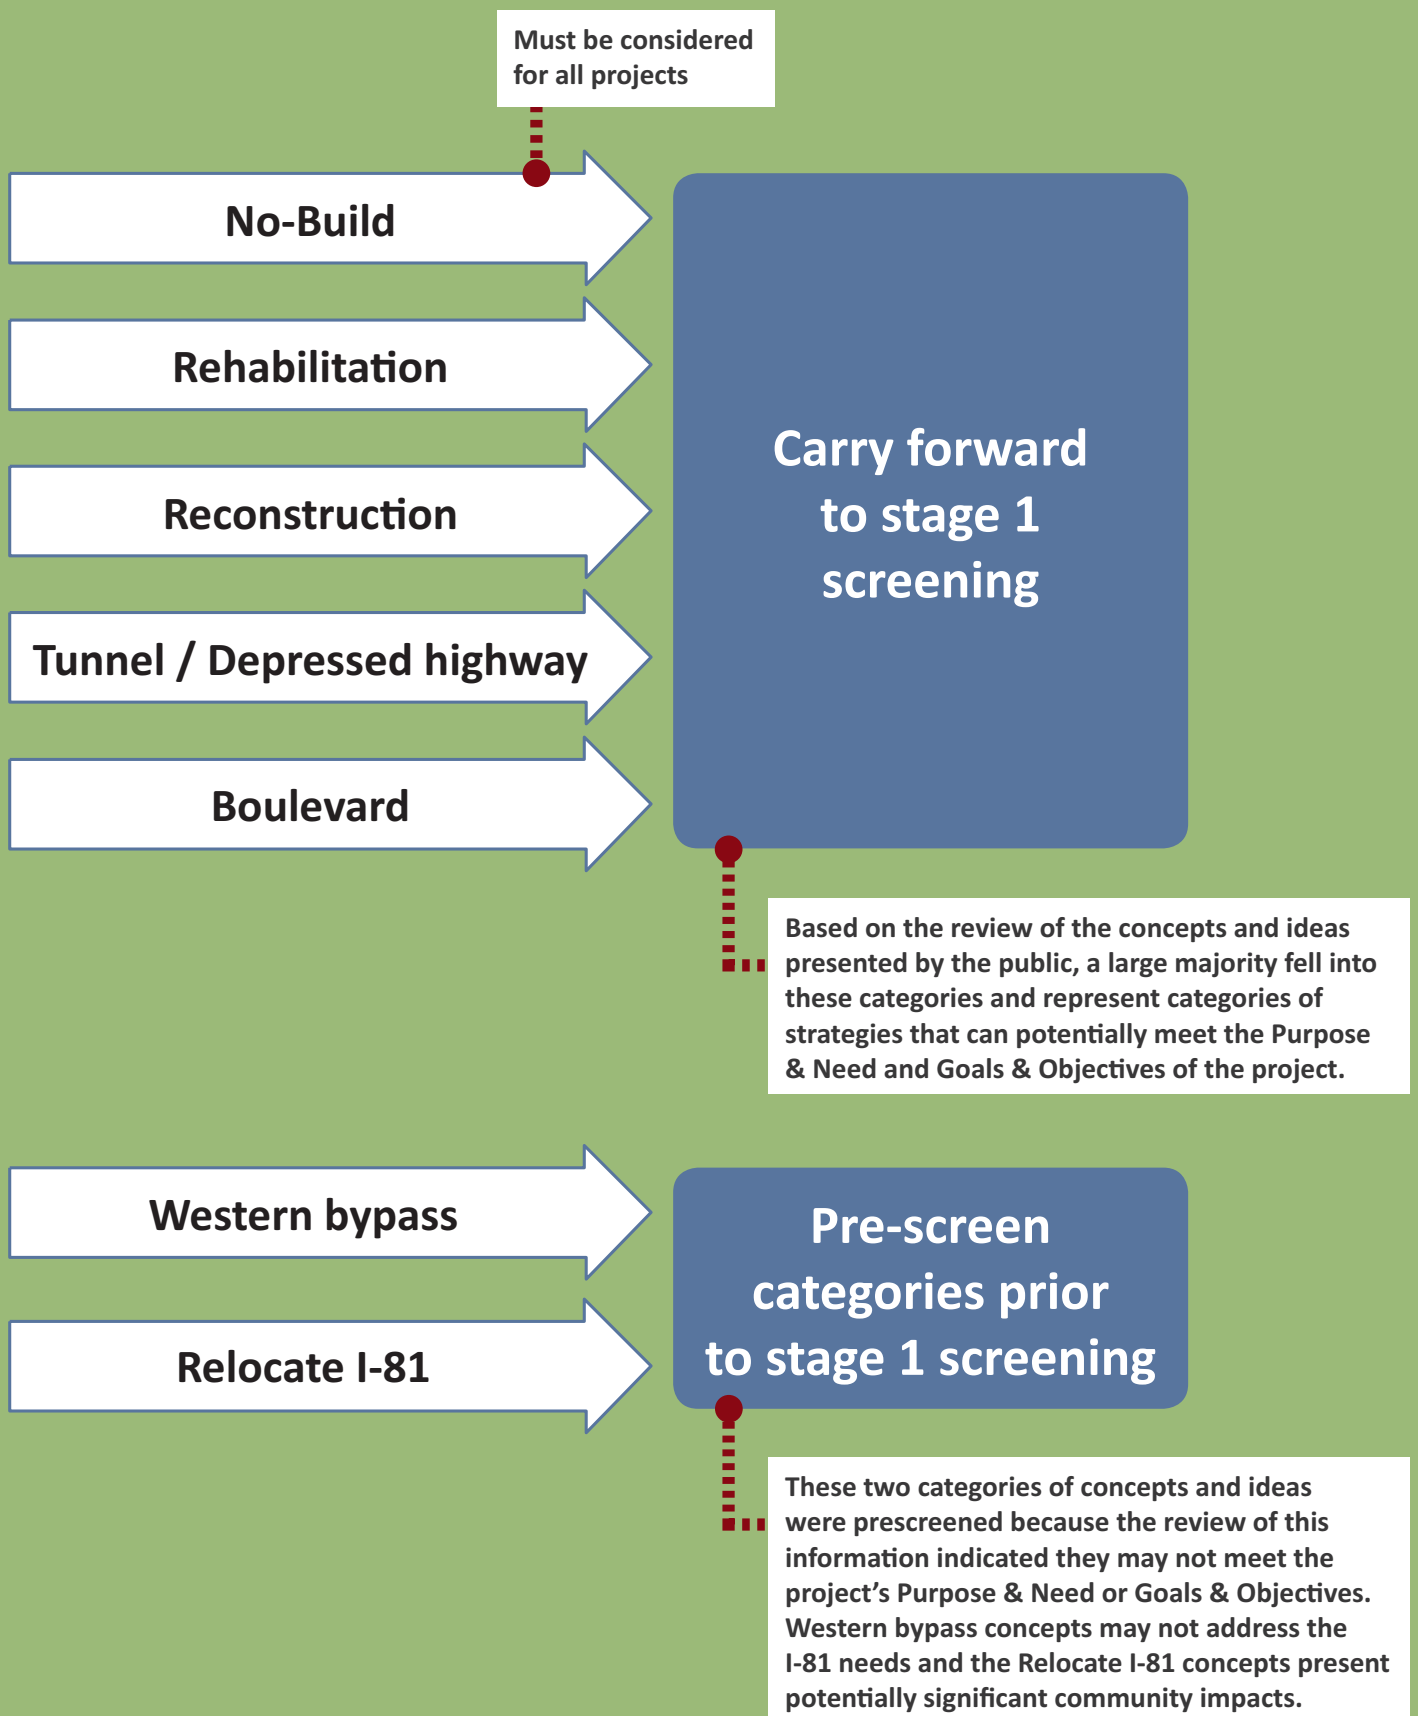 Must be considered
for all projects
No-Build
Rehabilitation
Reconstruction
Tunnel / Depressed highway
Boulevard
Carry forward
to stage 1
screening
Based on the review of the concepts and ideas
presented by the public, a large majority fell into
these categories and represent categories of
strategies that can potentially meet the Purpose
& Need and Goals & Objectives of the project.
Western bypass
Relocate I-81
Pre-screen
categories prior
to stage 1 screening
These two categories of concepts and ideas
were prescreened because the review of this
information indicated they may not meet the
project’s Purpose & Need or Goals & Objectives.
Western bypass concepts may not address the
I-81 needs and the Relocate I-81 concepts present
potentially significant community impacts.